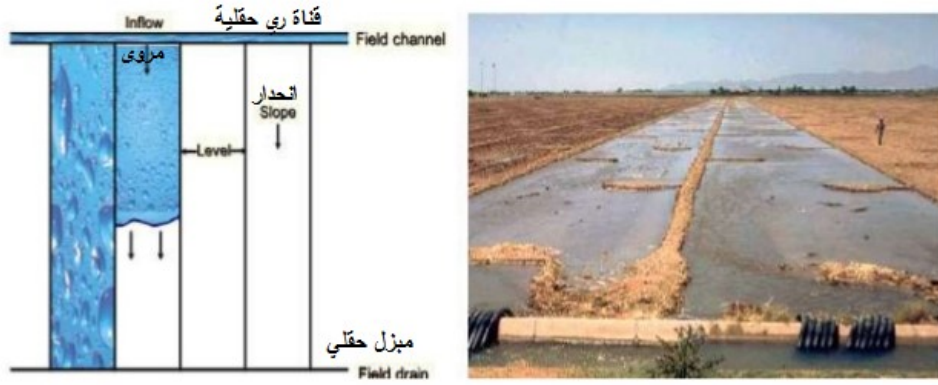 Inflow
قناة ري حقلية
Field channel
مروى
انحدار
Slope
Level
مبزل حقلي
Field drain